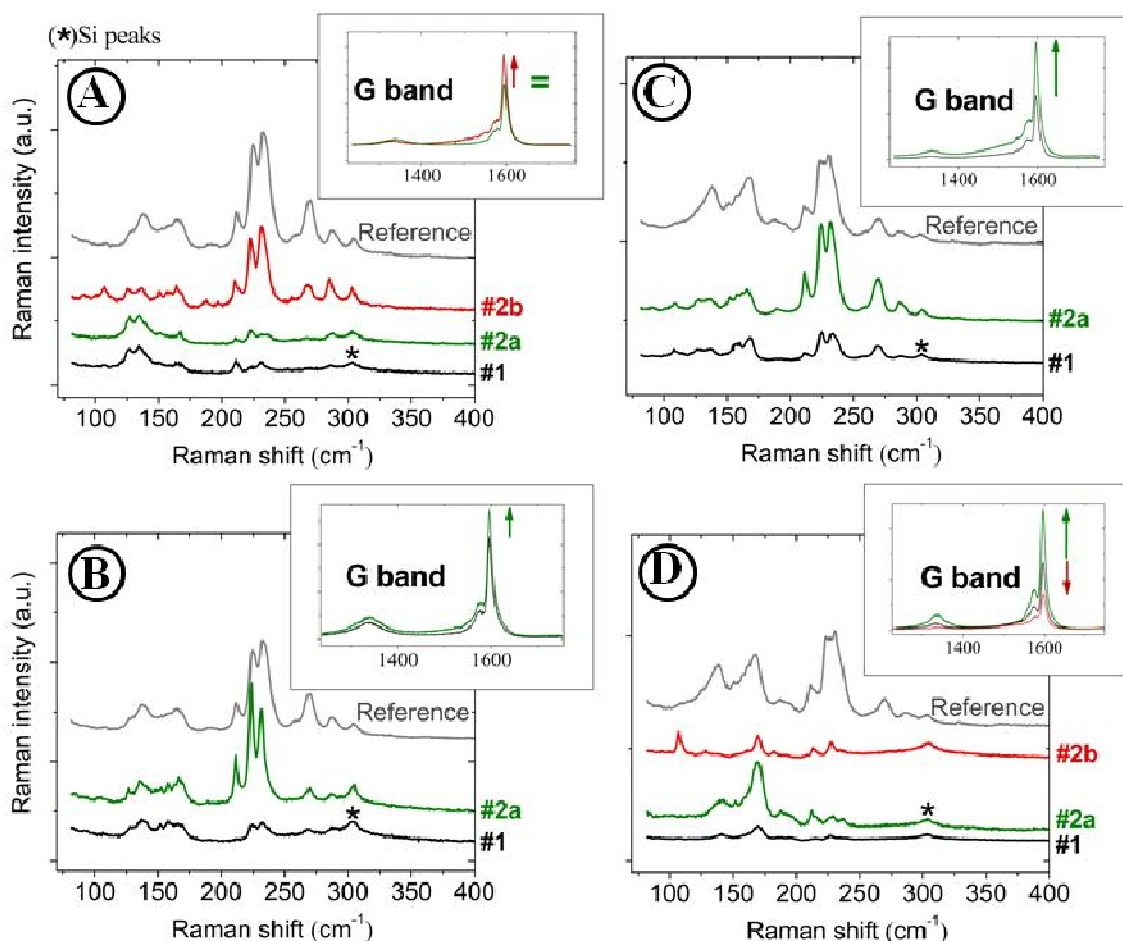 (*)Si peaks
A
G band
1400 1600
Reference
#2b
#2a
*
#1
100 150 200 250 300 350 400
Raman shift (cm⁻¹)
Raman intensity (a.u.)
C
G band
1400 1600
Reference
#2a
*
#1
100 150 200 250 300 350 400
Raman shift (cm⁻¹)
B
G band
1400 1600
Reference
#2a
*
#1
100 150 200 250 300 350 400
Raman shift (cm⁻¹)
Raman intensity (a.u.)
D
G band
1400 1600
Reference
#2b
*
#2a
#1
100 150 200 250 300 350 400
Raman shift (cm⁻¹)